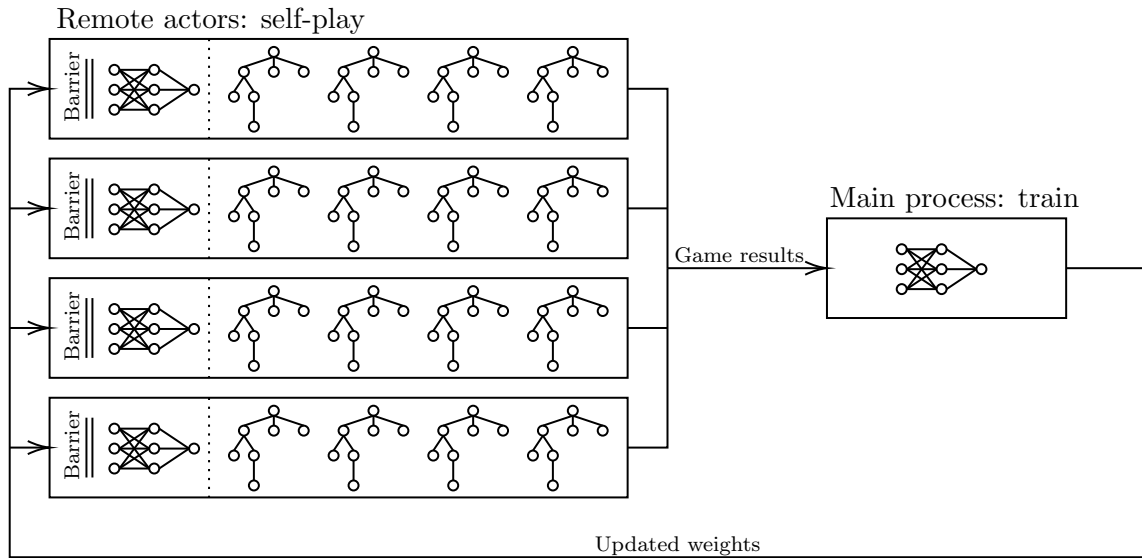 Remote actors: self-play
Barrier
Barrier
Barrier
Barrier
Game results
Main process: train
Updated weights